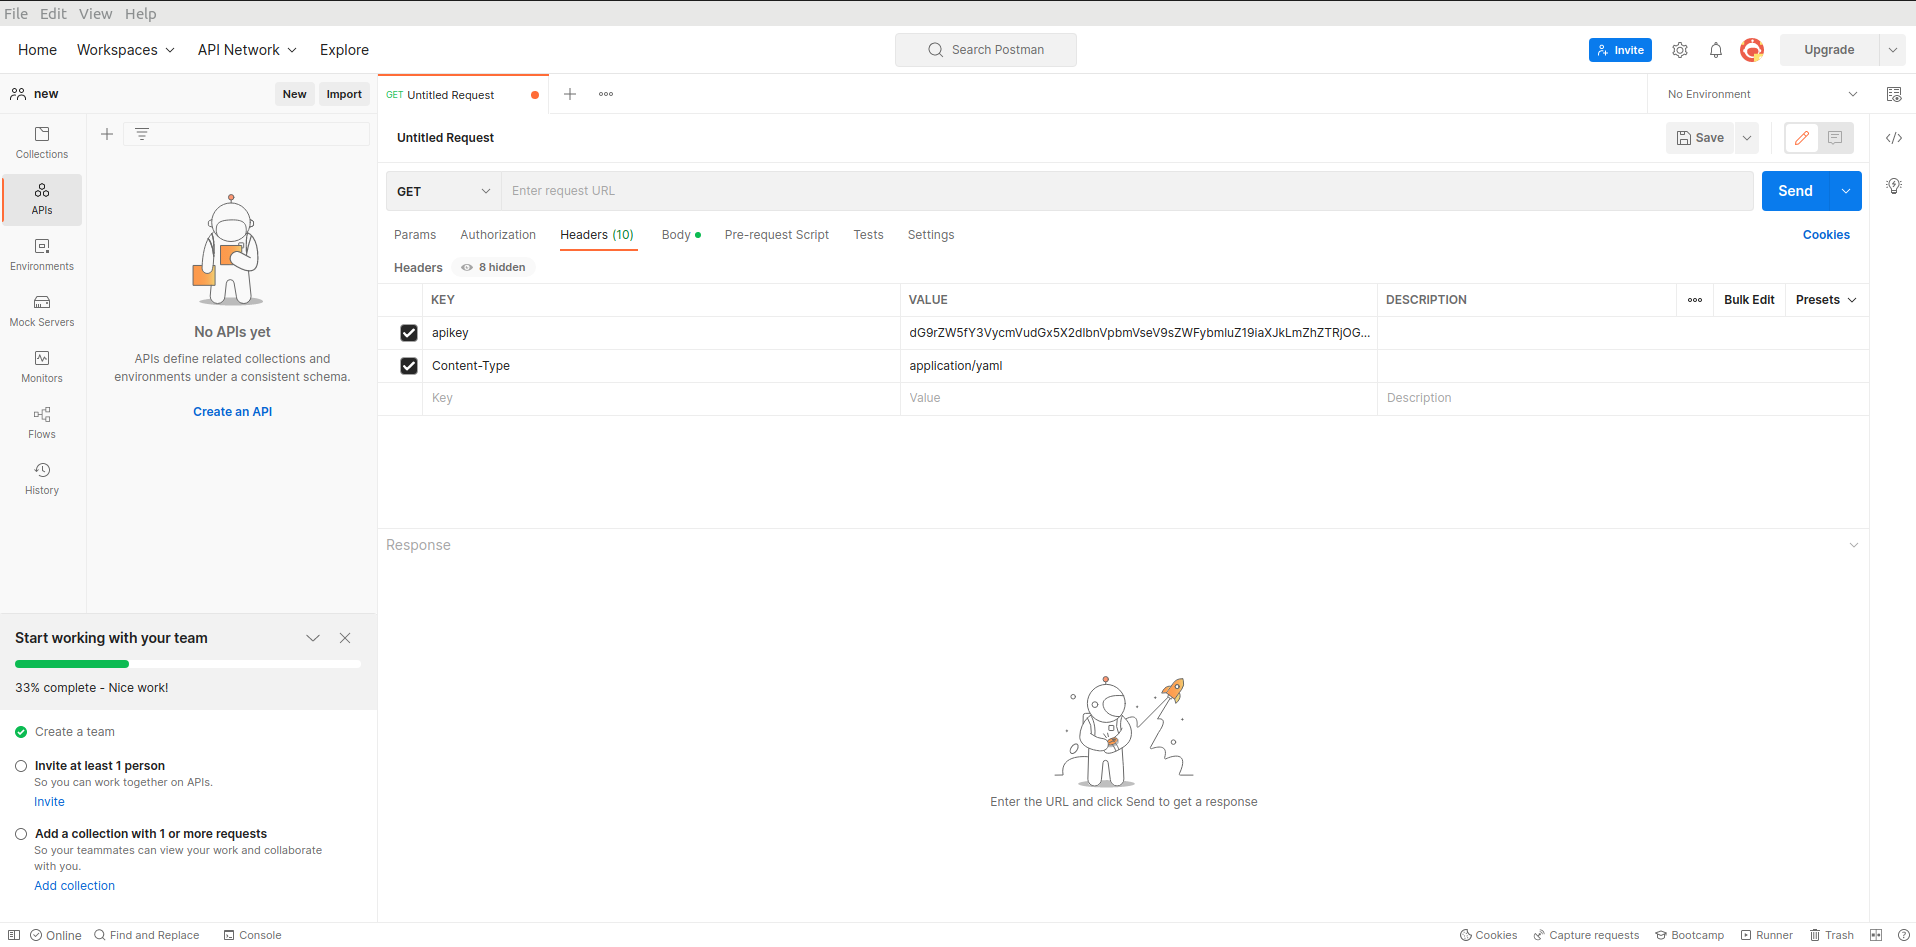 File Edit View Help
Home Workspaces API Network Explore
Search Postman
Invite
Upgrade
new
New Import
GET Untitled Request
No Environment
Collections
APIs
Environments
Mock Servers
Monitors
Flows
History
No APIs yet
APIs define related collections and
environments under a consistent schema.
Create an API
Untitled Request
Save
GET
Enter request URL
Send
Params Authorization Headers (10) Body Pre-request Script Tests Settings
Cookies
Headers 8 hidden
KEY VALUE DESCRIPTION Bulk Edit Presets
Content-Type application/yaml
Key Value Description
Response
Enter the URL and click Send to get a response
Start working with your team
33% complete - Nice work!
Create a team
Invite at least 1 person
So you can work together on APIs.
Invite
Add a collection with 1 or more requests
So your teammates can view your work and collaborate
with you.
Add collection
Online Find and Replace Console
Cookies Capture requests Bootcamp Runner Trash